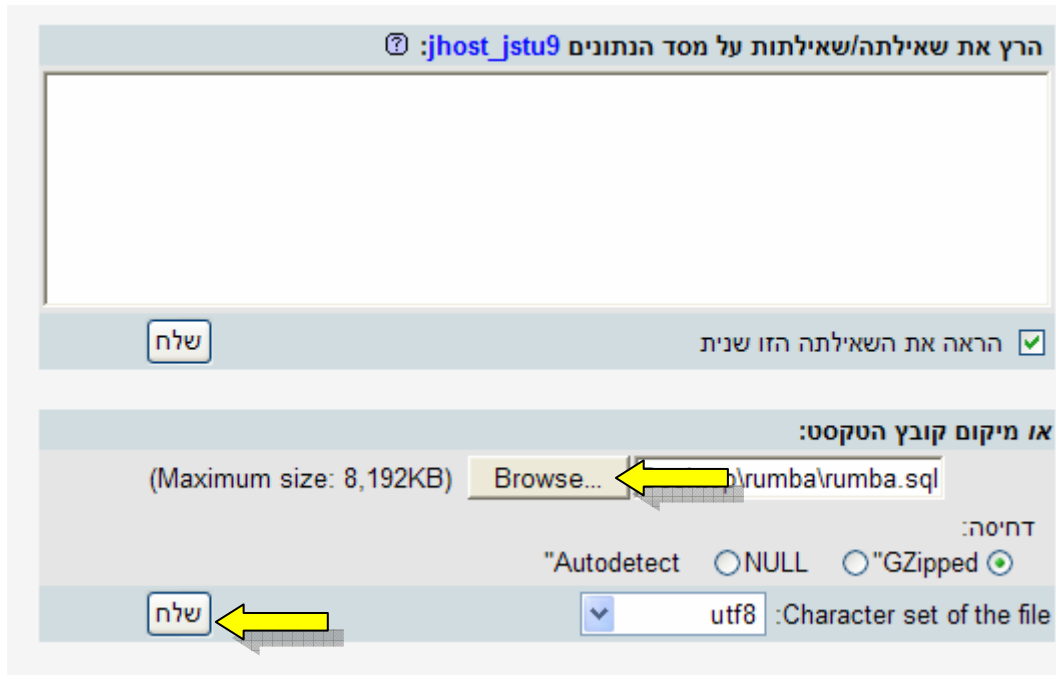 הרץ את שאילתה/שאילתות על מסד הנתונים jhost_jstu9:
הראה את השאילתה הזו שנית שלח
או מיקום קובץ הטקסט:
\rumba\rumba.sql Browse... (Maximum size: 8,192KB)
דחיסה:
"Autodetect NULL "GZipped
Character set of the file: utf8 שלח